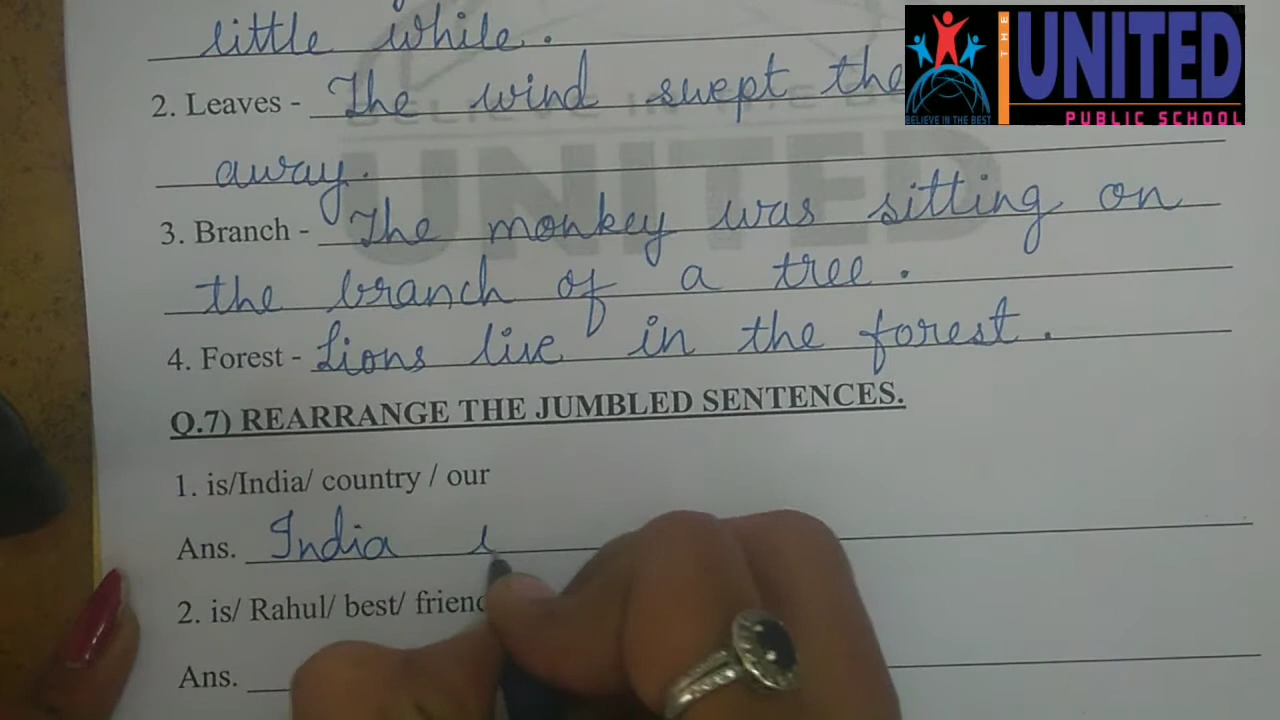 little while.
THE UNITED
PUBLIC SCHOOL
BELIEVE IN THE BEST
2. Leaves - The wind swept the
away.
UNITED
3. Branch - The monkey was sitting on
the branch of a tree.
4. Forest - Lions live in the forest.
Q.7) REARRANGE THE JUMBLED SENTENCES.
1. is/India/ country / our
Ans. India i
2. is/ Rahul/ best/ frien
Ans.